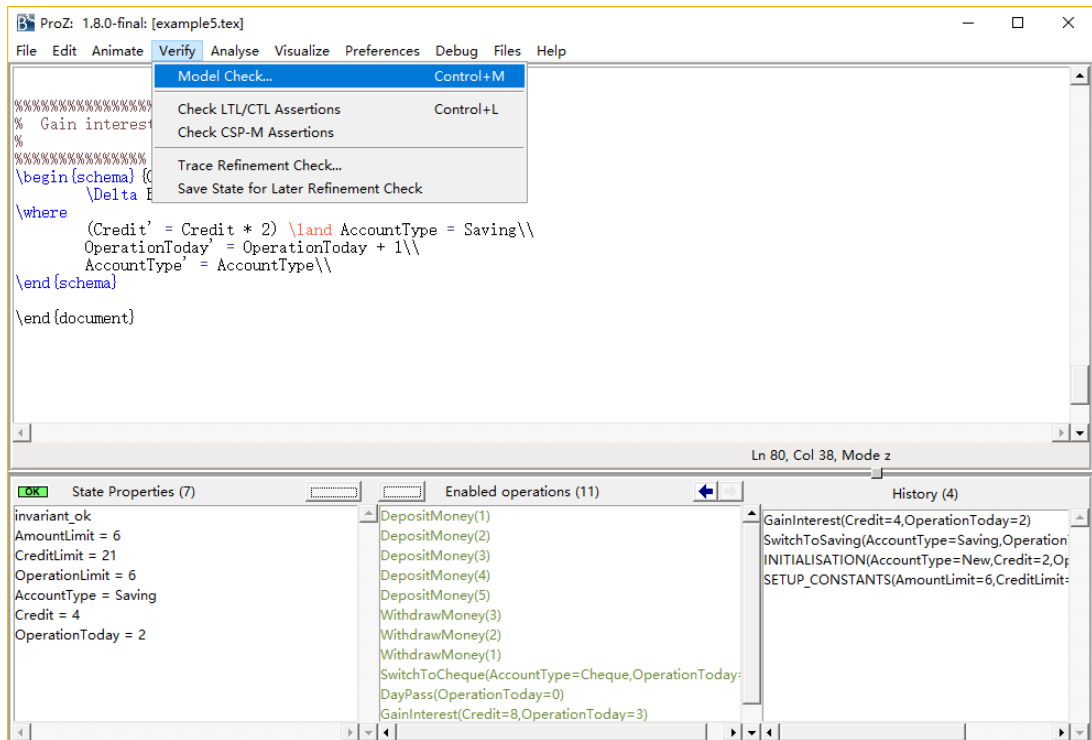 ProZ: 1.8.0-final: [example5.tex]
File Edit Animate Verify Analyse Visualize Preferences Debug Files Help
Model Check... Control+M
Check LTL/CTL Assertions Control+L
Check CSP-M Assertions
Trace Refinement Check...
Save State for Later Refinement Check
%%%%%%%%%%%%%%%%
% Gain interest
%
%%%%%%%%%%%%%%%
\begin{schema}{
\Delta
\where
(Credit' = Credit * 2) \land AccountType = Saving\\
OperationToday' = OperationToday + 1\\
AccountType' = AccountType\\
\end{schema}
\end{document}
Ln 80, Col 38, Mode z
OK State Properties (7)
invariant_ok
AmountLimit = 6
CreditLimit = 21
OperationLimit = 6
AccountType = Saving
Credit = 4
OperationToday = 2
Enabled operations (11)
DepositMoney(1)
DepositMoney(2)
DepositMoney(3)
DepositMoney(4)
DepositMoney(5)
WithdrawMoney(3)
WithdrawMoney(2)
WithdrawMoney(1)
SwitchToCheque(AccountType=Cheque,OperationToday=
DayPass(OperationToday=0)
GainInterest(Credit=8,OperationToday=3)
History (4)
GainInterest(Credit=4,OperationToday=2)
SwitchToSaving(AccountType=Saving,Operation
INITIALISATION(AccountType=New,Credit=2,Op
SETUP_CONSTANTS(AmountLimit=6,CreditLimit=